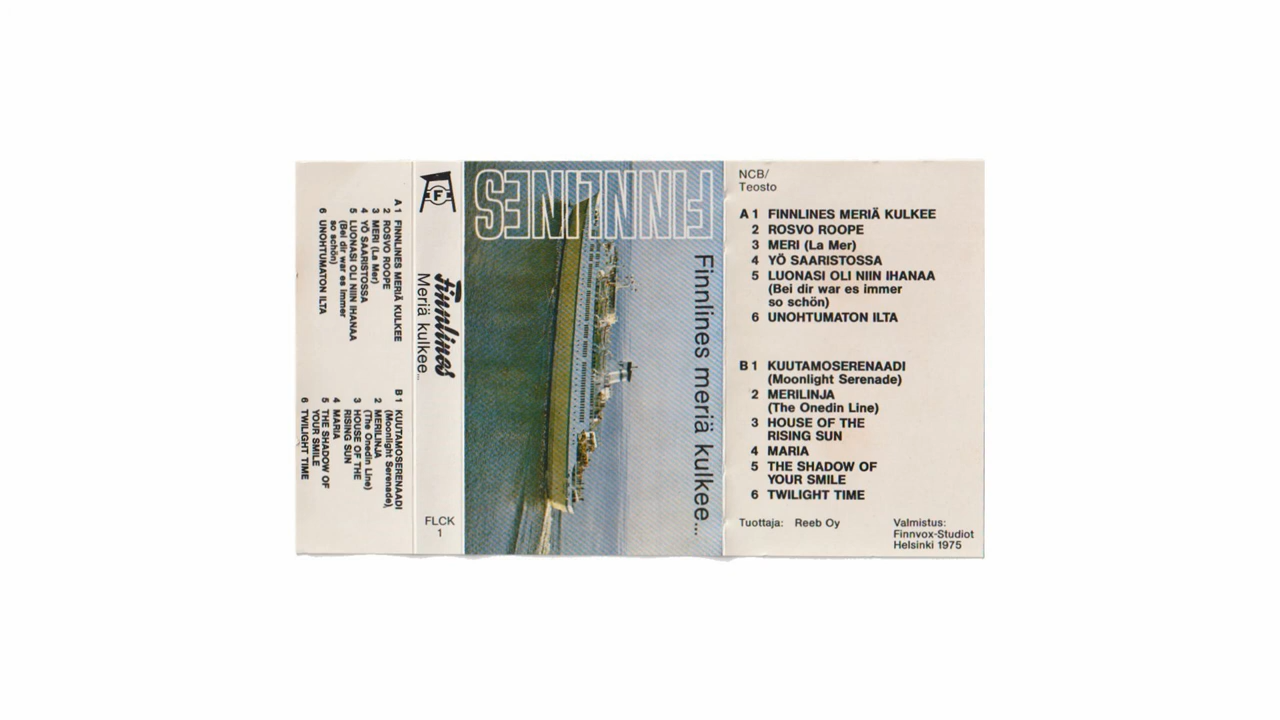 A1 FINNLINES MERIÄ KULKEE
2 ROSVO ROOPE
3 MERI (La Mer)
4 YÖ SAARISTOSSA
5 LUONASI OLI NIIN IHANAA
(Bei dir war es immer
so schön)
6 UNOHTUMATON ILTA
B1 KUUTAMOSERENAADI
(Moonlight Serenade)
2 MERILINJA
(The Onedin Line)
3 HOUSE OF THE
RISING SUN
4 MARIA
5 THE SHADOW OF
YOUR SMILE
6 TWILIGHT TIME
F
Finnlines
Meriä kulkee...
FLCK
1
FINNLINES
Finnlines meriä kulkee...
NCB/
Teosto
A 1 FINNLINES MERIÄ KULKEE
2 ROSVO ROOPE
3 MERI (La Mer)
4 YÖ SAARISTOSSA
5 LUONASI OLI NIIN IHANAA
(Bei dir war es immer
so schön)
6 UNOHTUMATON ILTA
B 1 KUUTAMOSERENAADI
(Moonlight Serenade)
2 MERILINJA
(The Onedin Line)
3 HOUSE OF THE
RISING SUN
4 MARIA
5 THE SHADOW OF
YOUR SMILE
6 TWILIGHT TIME
Tuottaja: Reeb Oy
Valmistus:
Finnvox-Studiot
Helsinki 1975